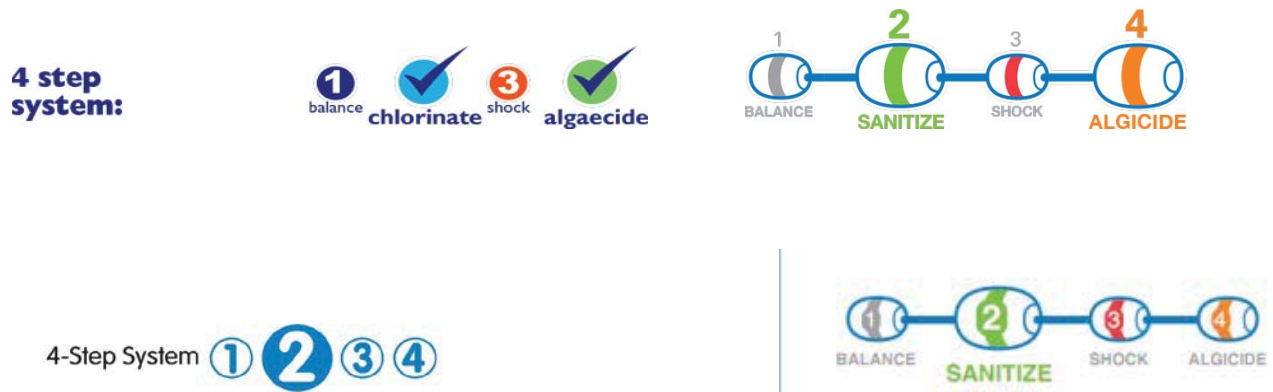 4 step
system:
1 3
balance chlorinate shock algaecide
1 2 3 4
BALANCE SANITIZE SHOCK ALGICIDE
4-Step System 1 2 3 4
1 2 3 4
BALANCE SANITIZE SHOCK ALGICIDE